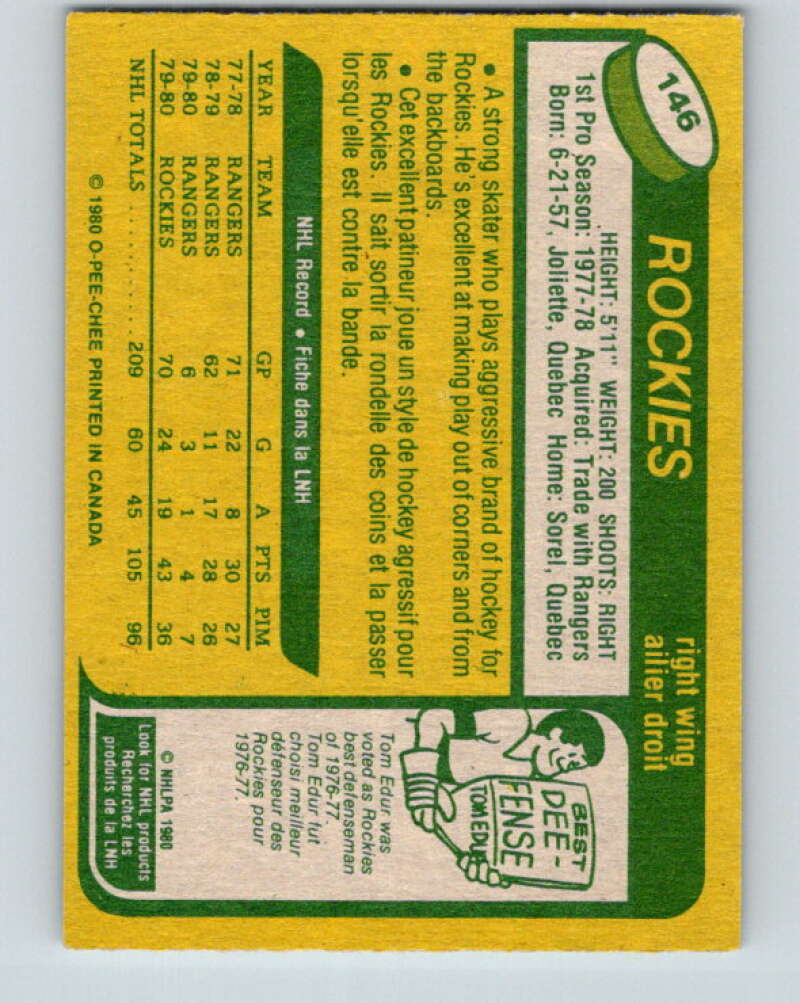 146
ROCKIES
right wing
ailier droit
HEIGHT: 5'11" WEIGHT: 200 SHOOTS: RIGHT
1st Pro Season: 1977-78 Acquired: Trade with Rangers
Born: 6-21-57, Joliette, Quebec Home: Sorel, Quebec
• A strong skater who plays aggressive brand of hockey for
Rockies. He's excellent at making play out of corners and from
the backboards.
• Cet excellent patineur joue un style de hockey agressif pour
les Rockies. Il sait sortir la rondelle des coins et la passer
lorsqu'elle est contre la bande.
NHL Record • Fiche dans la LNH
YEAR TEAM GP G A PTS PIM
77-78 RANGERS 71 22 8 30 27
78-79 RANGERS 62 11 17 28 26
79-80 RANGERS 6 3 1 4 7
79-80 ROCKIES 70 24 19 43 36
NHL TOTALS .......... 209 60 45 105 96
© 1980 O-PEE-CHEE PRINTED IN CANADA
BEST
DEE-
FENSE
TOM EDUR
Tom Edur was
voted as Rockies
best defenseman
of 1976-77.
Tom Edur fut
choisi meilleur
défenseur des
Rockies pour
1976-77.
© NHLPA 1980
Look for NHL products
Recherchez les
produits de la LNH